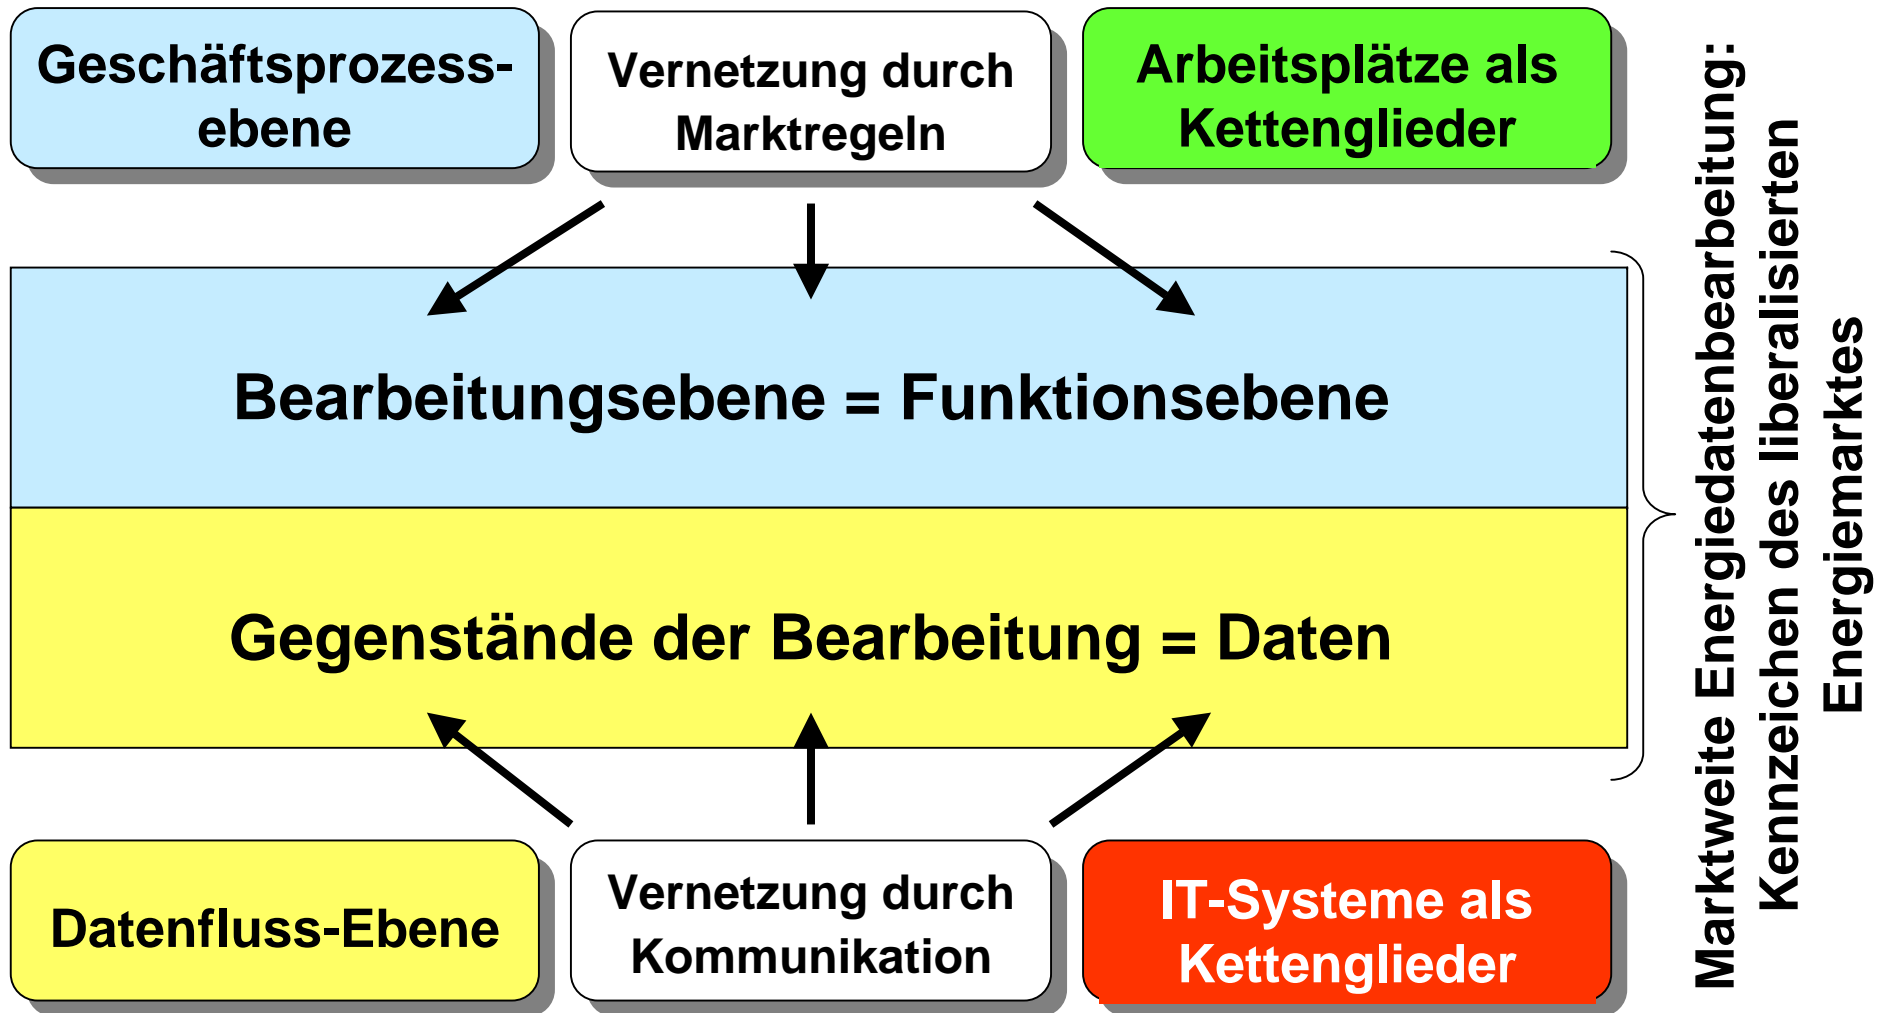 Geschäftsprozess-
ebene
Vernetzung durch
Marktregeln
Arbeitsplätze als
Kettenglieder
Bearbeitungsebene = Funktionsebene
Gegenstände der Bearbeitung = Daten
Datenfluss-Ebene
Vernetzung durch
Kommunikation
IT-Systeme als
Kettenglieder
Marktweite Energiedatenbearbeitung:
Kennzeichen des liberalisierten
Energiemarktes